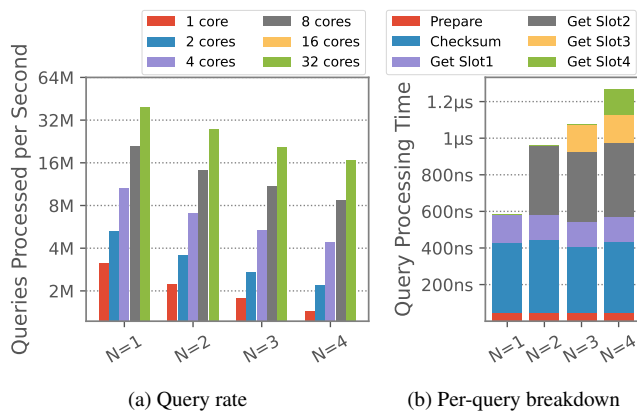 1 core
2 cores
4 cores
8 cores
16 cores
32 cores
Queries Processed per Second
64M
32M
16M
8M
4M
2M
N=1
N=2
N=3
N=4
(a) Query rate
Prepare
Checksum
Get Slot1
Get Slot2
Get Slot3
Get Slot4
Query Processing Time
1.2µs
1µs
800ns
600ns
400ns
200ns
N=1
N=2
N=3
N=4
(b) Per-query breakdown